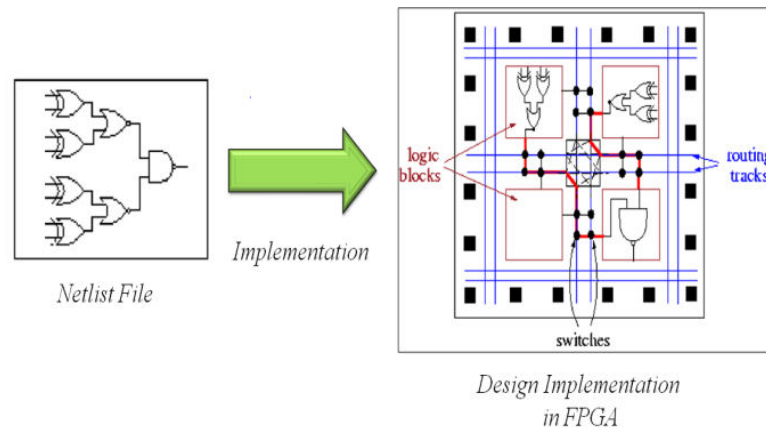 logic
blocks
routing
tracks
Implementation
Netlist File
switches
Design Implementation
in FPGA